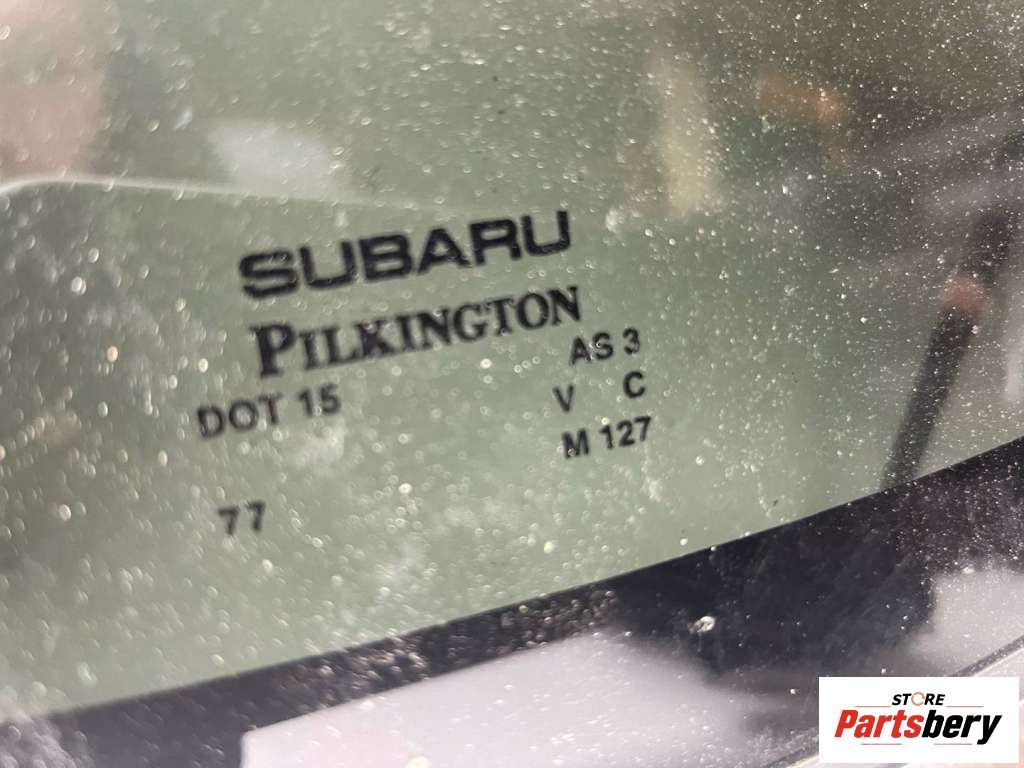 SUBARU
PILKINGTON
DOT 15 AS 3
V C
M 127
77
STORE
Partsbery